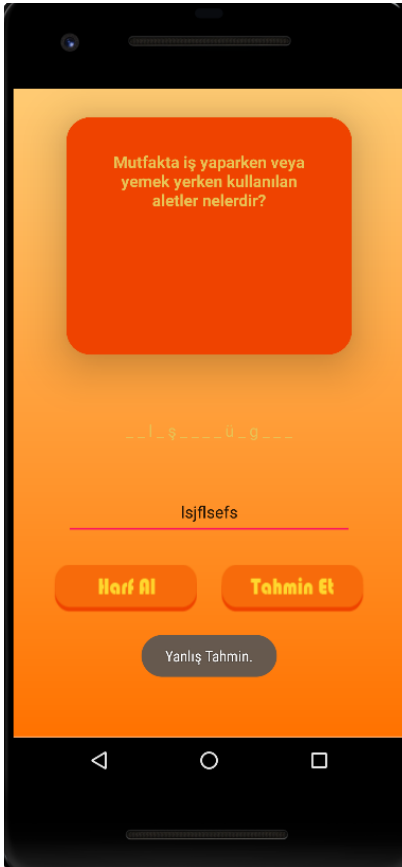 Mutfakta iş yaparken veya
yemek yerken kullanılan
aletler nelerdir?
_ _ i _ ş _ _ _ _ ü _ g _ _ _
lsjflsefs
Harf Al
Tahmin Et
Yanlış Tahmin.